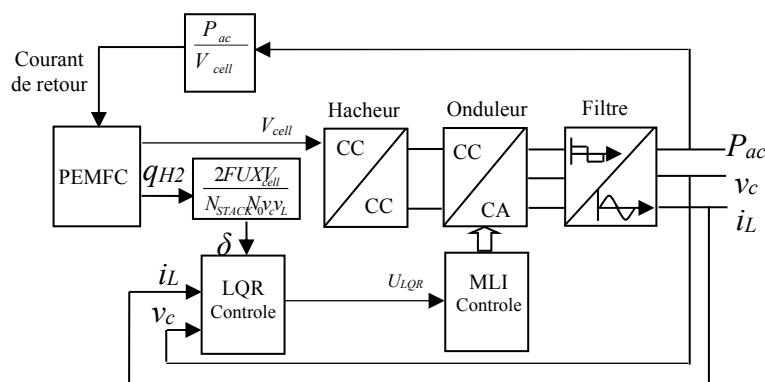 P_ac
V_cell
Courant
de retour
Hacheur
Onduleur
Filtre
V_cell
P_ac
CC
CC
PEMFC
q_H2
v_c
2FUXV_cell
N_STACK N_0 v_c v_L
CC
CA
i_L
δ
i_L
LQR
Controle
U_LQR
MLI
Controle
v_c